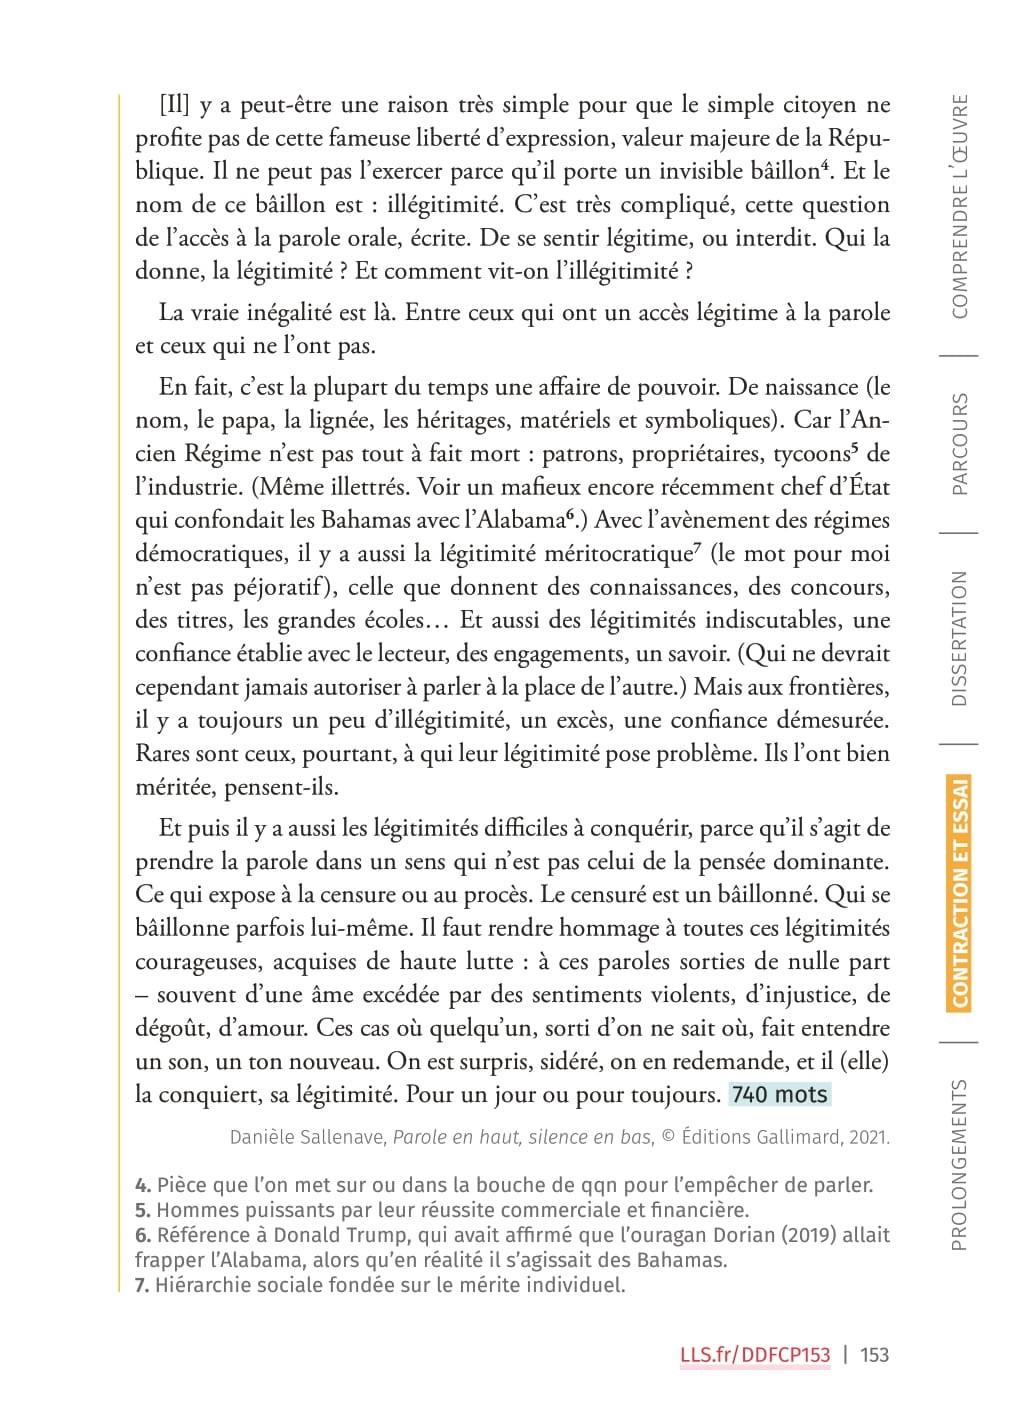 [Il] y a peut-être une raison très simple pour que le simple citoyen ne
profite pas de cette fameuse liberté d'expression, valeur majeure de la Répu-
blique. Il ne peut pas l'exercer parce qu'il porte un invisible bâillon⁴. Et le
nom de ce bâillon est : illégitimité. C'est très compliqué, cette question
de l'accès à la parole orale, écrite. De se sentir légitime, ou interdit. Qui la
donne, la légitimité ? Et comment vit-on l'illégitimité ?
La vraie inégalité est là. Entre ceux qui ont un accès légitime à la parole
et ceux qui ne l'ont pas.
En fait, c'est la plupart du temps une affaire de pouvoir. De naissance (le
nom, le papa, la lignée, les héritages, matériels et symboliques). Car l'An-
cien Régime n'est pas tout à fait mort : patrons, propriétaires, tycoons⁵ de
l'industrie. (Même illettrés. Voir un mafieux encore récemment chef d'État
qui confondait les Bahamas avec l'Alabama⁶.) Avec l'avènement des régimes
démocratiques, il y a aussi la légitimité méritocratique⁷ (le mot pour moi
n'est pas péjoratif), celle que donnent des connaissances, des concours,
des titres, les grandes écoles… Et aussi des légitimités indiscutables, une
confiance établie avec le lecteur, des engagements, un savoir. (Qui ne devrait
cependant jamais autoriser à parler à la place de l'autre.) Mais aux frontières,
il y a toujours un peu d'illégitimité, un excès, une confiance démesurée.
Rares sont ceux, pourtant, à qui leur légitimité pose problème. Ils l'ont bien
méritée, pensent-ils.
Et puis il y a aussi les légitimités difficiles à conquérir, parce qu'il s'agit de
prendre la parole dans un sens qui n'est pas celui de la pensée dominante.
Ce qui expose à la censure ou au procès. Le censuré est un bâillonné. Qui se
bâillonne parfois lui-même. Il faut rendre hommage à toutes ces légitimités
courageuses, acquises de haute lutte : à ces paroles sorties de nulle part
– souvent d'une âme excédée par des sentiments violents, d'injustice, de
dégoût, d'amour. Ces cas où quelqu'un, sorti d'on ne sait où, fait entendre
un son, un ton nouveau. On est surpris, sidéré, on en redemande, et il (elle)
la conquiert, sa légitimité. Pour un jour ou pour toujours. 740 mots
Danièle Sallenave, Parole en haut, silence en bas, © Éditions Gallimard, 2021.
4. Pièce que l'on met sur ou dans la bouche de qqn pour l'empêcher de parler.
5. Hommes puissants par leur réussite commerciale et financière.
6. Référence à Donald Trump, qui avait affirmé que l'ouragan Dorian (2019) allait
frapper l'Alabama, alors qu'en réalité il s'agissait des Bahamas.
7. Hiérarchie sociale fondée sur le mérite individuel.
LLS.fr/DDFCP153 | 153
COMPRENDRE L'ŒUVRE
PARCOURS
DISSERTATION
CONTRACTION ET ESSAI
PROLONGEMENTS